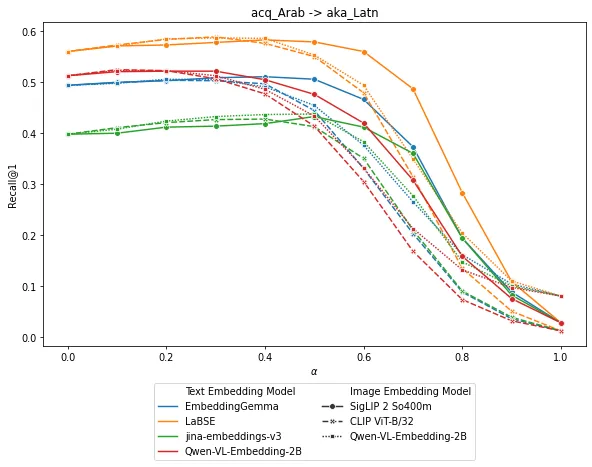 acq_Arab -> aka_Latn
0.6
0.5
0.4
0.3
0.2
0.1
0.0
Recall@1
0.0 0.2 0.4 0.6 0.8 1.0
α
Text Embedding Model Image Embedding Model
EmbeddingGemma SigLIP 2 So400m
LaBSE CLIP ViT-B/32
jina-embeddings-v3 Qwen-VL-Embedding-2B
Qwen-VL-Embedding-2B